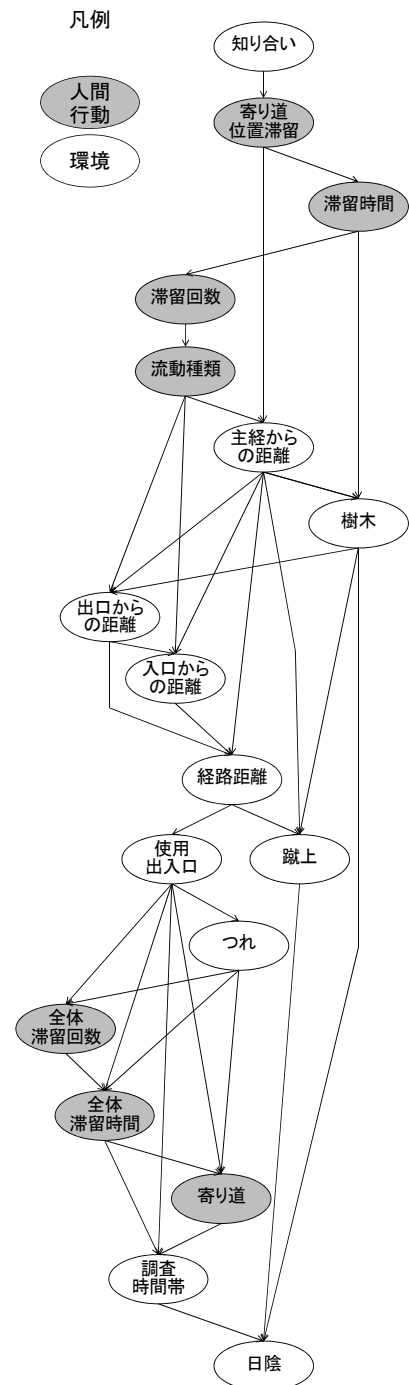 凡例
知り合い
人間
行動
寄り道
位置滞留
環境
滞留時間
滞留回数
流動種類
主経から
の距離
樹木
出口から
の距離
入口から
の距離
経路距離
使用
出入口
蹴上
つれ
全体
滞留回数
全体
滞留時間
寄り道
調査
時間帯
日陰